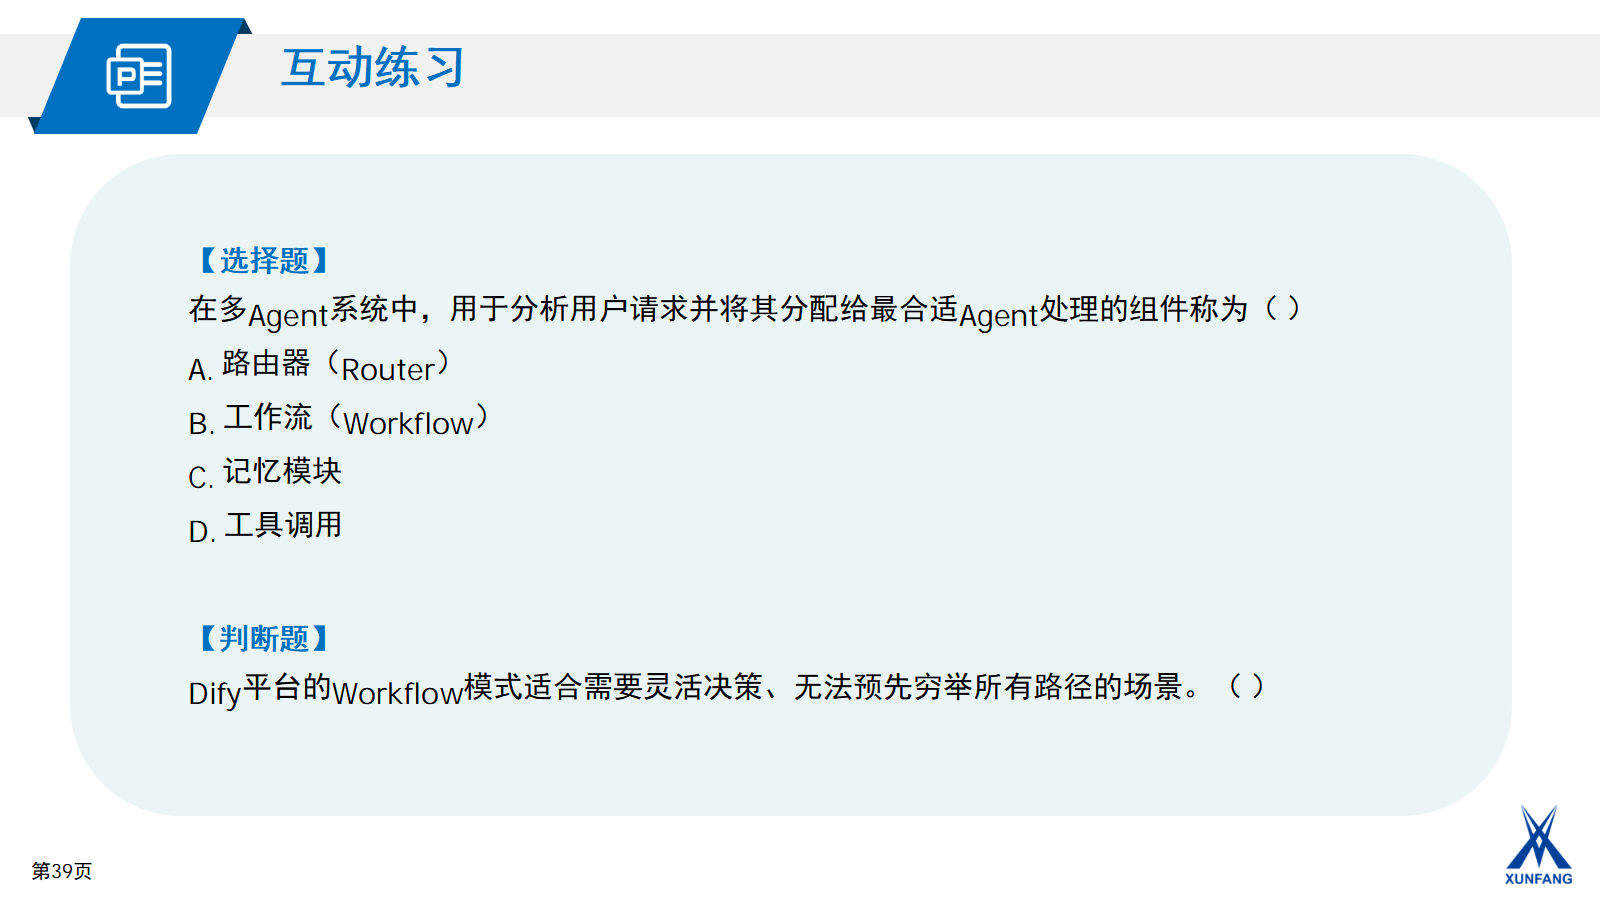 互动练习
【选择题】
在多Agent系统中，用于分析用户请求并将其分配给最合适Agent处理的组件称为（ ）
A. 路由器（Router）
B. 工作流（Workflow）
C. 记忆模块
D. 工具调用
【判断题】
Dify平台的Workflow模式适合需要灵活决策、无法预先穷举所有路径的场景。（ ）
第39页
XUNFANG